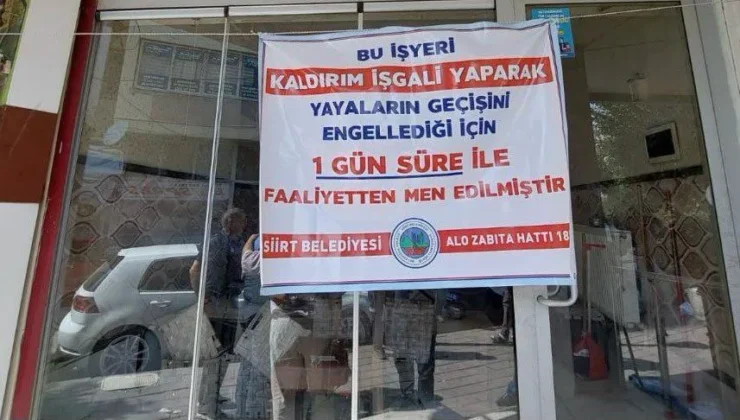 BU İŞYERİ
KALDIRIM İŞGALİ YAPARAK
YAYALARIN GEÇİŞİNİ
ENGELLEDİĞİ İÇİN
1 GÜN SÜRE İLE
FAALİYETTEN MEN EDİLMİŞTİR
SİİRT BELEDİYESİ ALO ZABITA HATTI 18